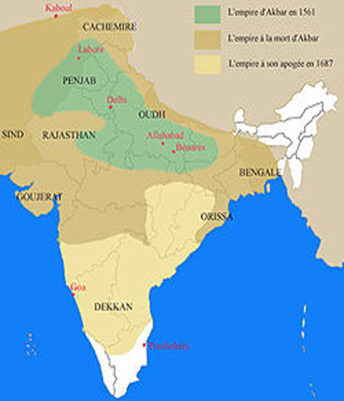 Kaboul
CACHEMIRE
L'empire d'Akbar en 1561
L'empire à la mort d'Akbar
L'empire à son apogée en 1687
Lahore
PENJAB
Delhi
OUDH
SIND
RAJASTHAN
Allahabad
Bénarès
BENGALE
GOUJERAT
ORISSA
Goa
DEKKAN
Pondichéry